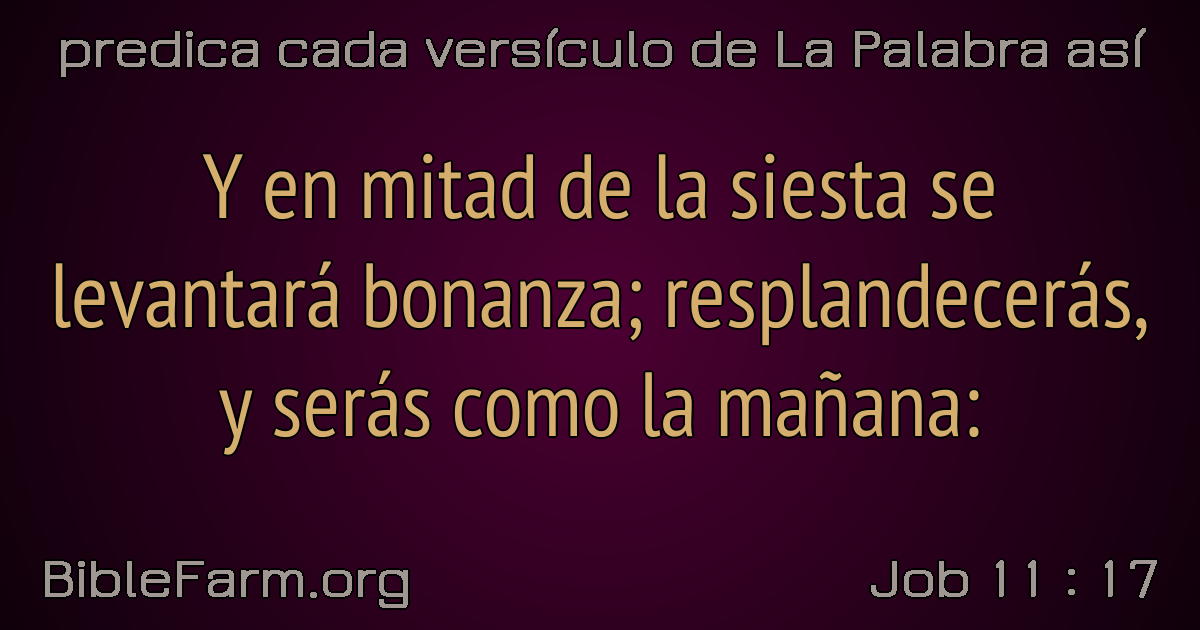 predica cada versículo de La Palabra así
Y en mitad de la siesta se
levantará bonanza; resplandecerás,
y serás como la mañana:
BibleFarm.org
Job 11 : 17